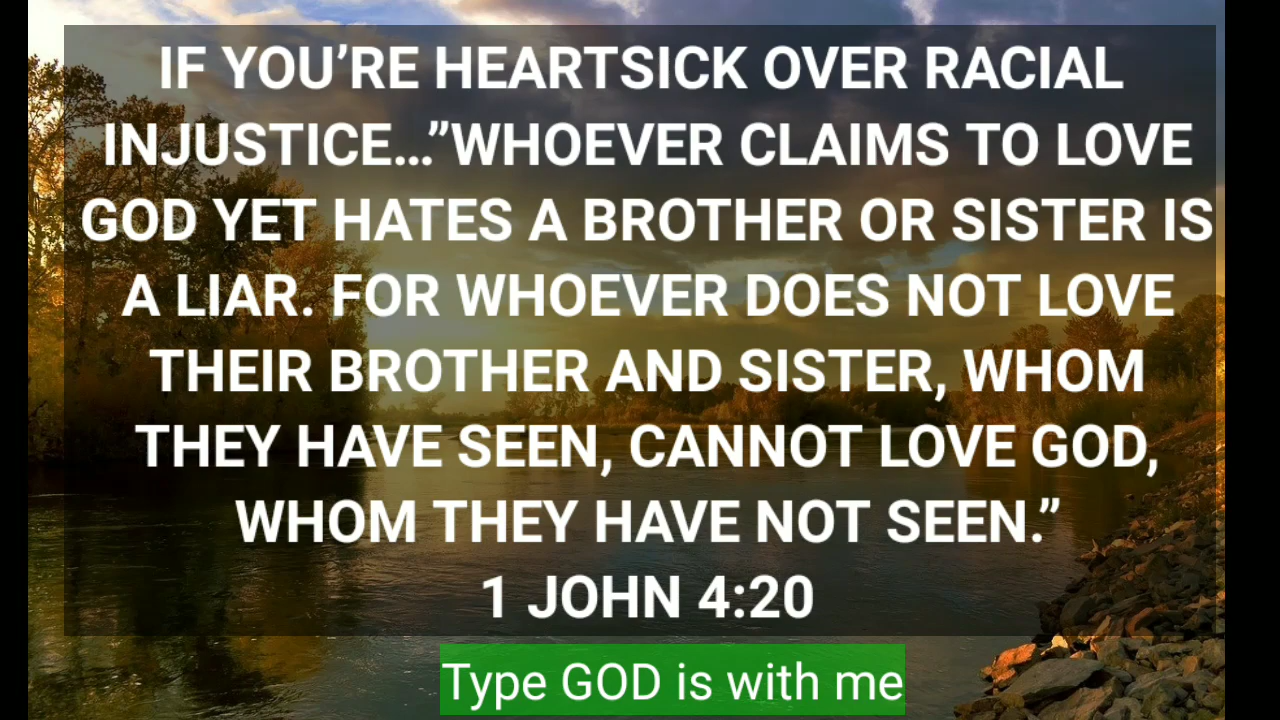 IF YOU’RE HEARTSICK OVER RACIAL
INJUSTICE…”WHOEVER CLAIMS TO LOVE
GOD YET HATES A BROTHER OR SISTER IS
A LIAR. FOR WHOEVER DOES NOT LOVE
THEIR BROTHER AND SISTER, WHOM
THEY HAVE SEEN, CANNOT LOVE GOD,
WHOM THEY HAVE NOT SEEN.”
1 JOHN 4:20
Type GOD is with me